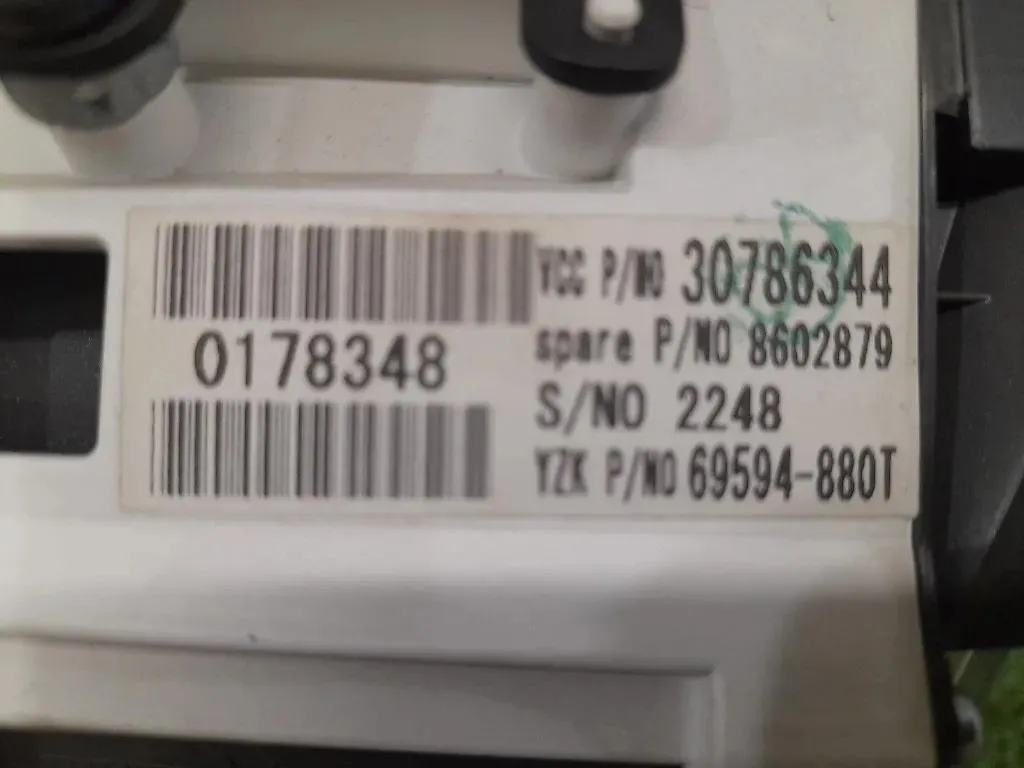 VCC P/NO 30786344
spare P/NO 8602879
0178348
S/NO 2248
YZK P/NO 69594-880T